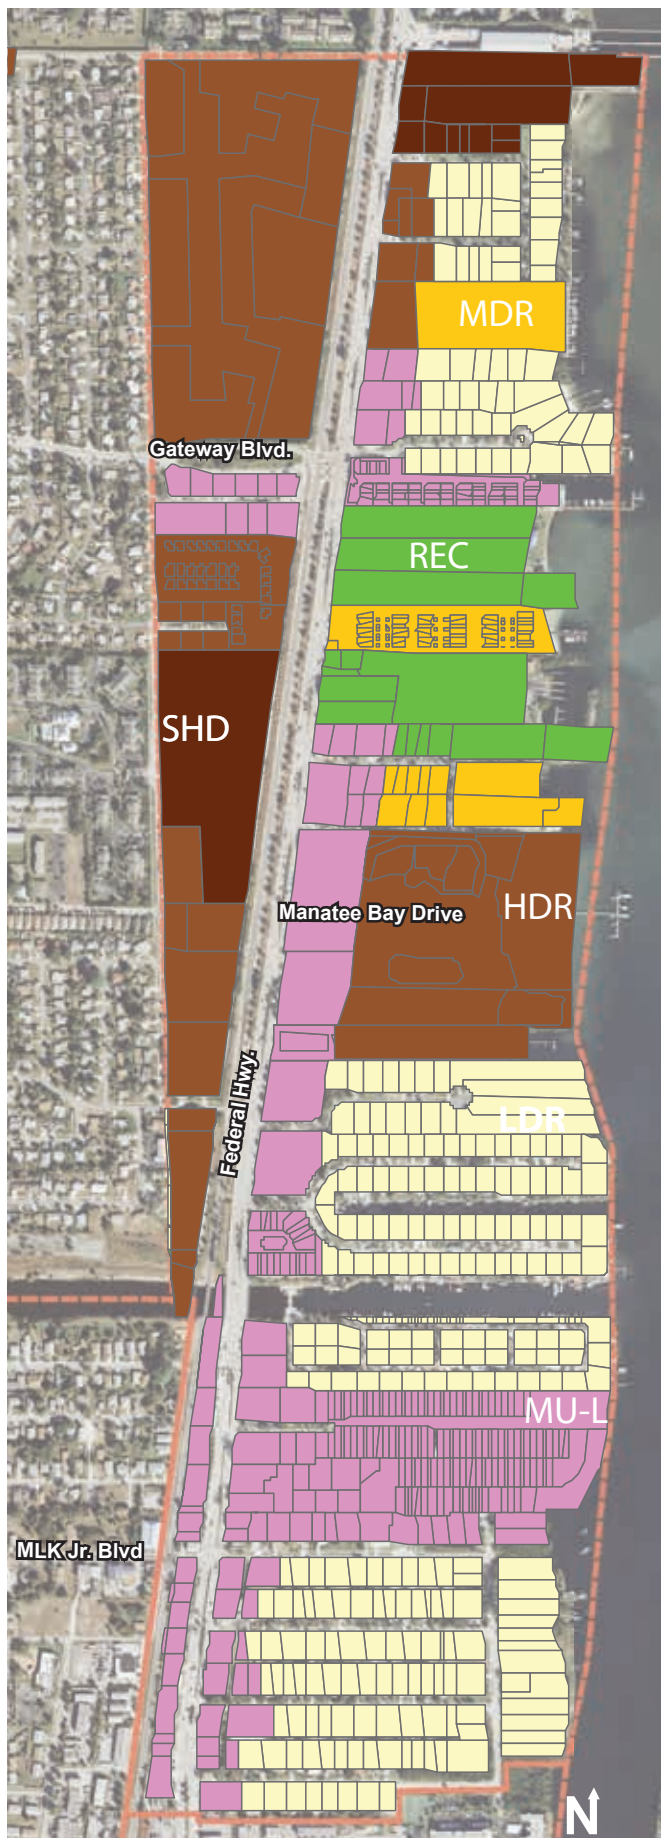 MDR
Gateway Blvd.
REC
SHD
HDR
Manatee Bay Drive
Federal Hwy.
LDR
MU-L
MLK Jr. Blvd
N